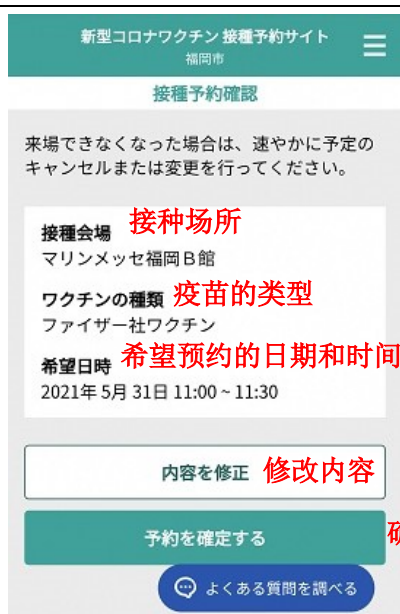 新型コロナワクチン 接種予約サイト
福岡市
接種予約確認
来場できなくなった場合は、速やかに予定の
キャンセルまたは変更を行ってください。
接種会場 接种场所
マリンメッセ福岡B館
ワクチンの種類 疫苗的类型
ファイザー社ワクチン
希望日時 希望预约的日期和时间
2021年 5月 31日 11:00 ~ 11:30
内容を修正 修改内容
予約を確定する
よくある質問を調べる